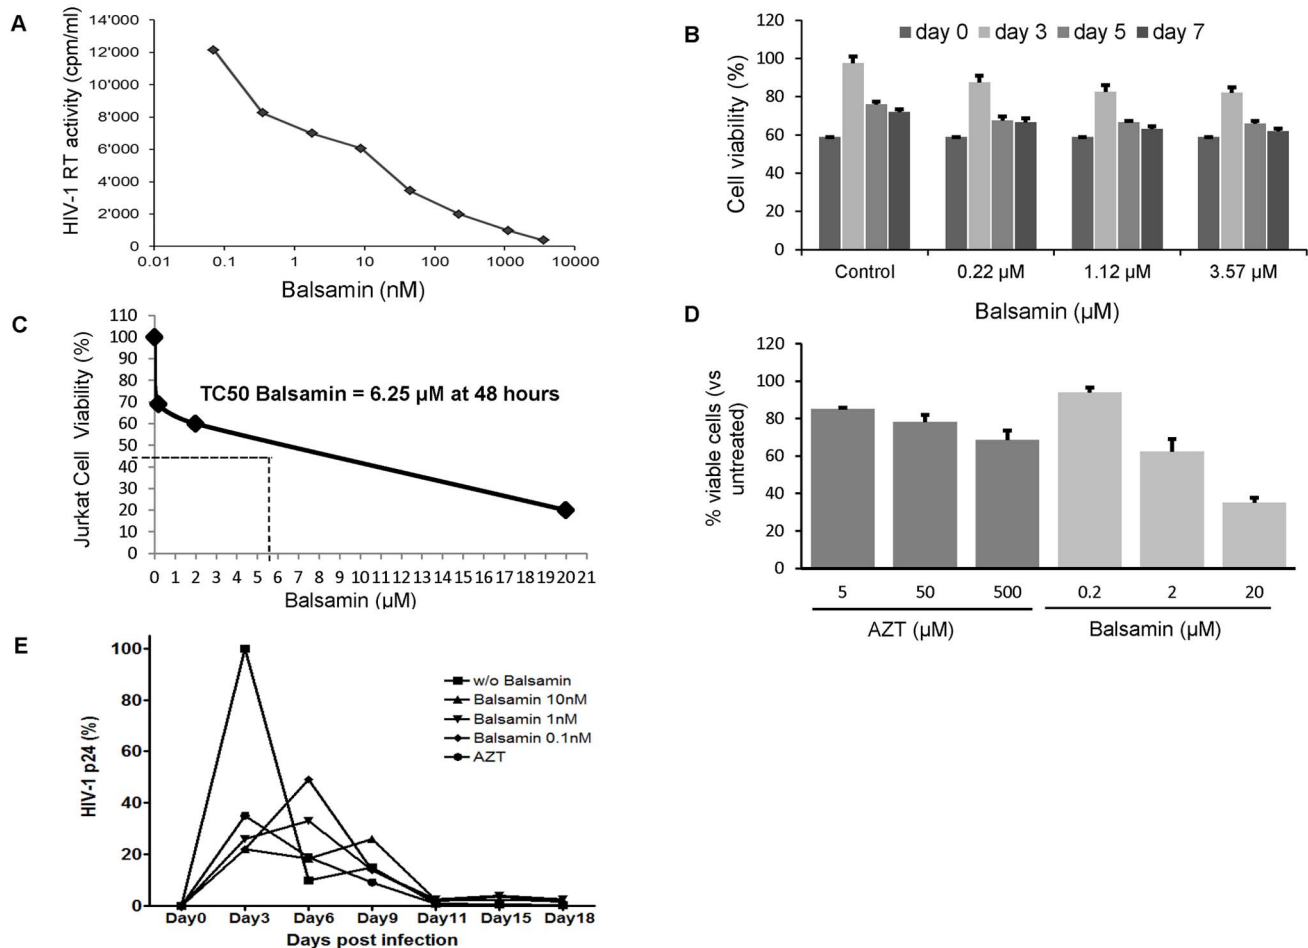 A
HIV-1 RT activity (cpm/ml)
14'000
12'000
10'000
8'000
6'000
4'000
2'000
0
0.01 0.1 1 10 100 1000 10000
Balsamin (nM)
B
Cell viability (%)
120
100
80
60
40
20
0
day 0 day 3 day 5 day 7
Control 0.22 µM 1.12 µM 3.57 µM
Balsamin (µM)
C
Jurkat Cell Viability (%)
110
100
90
80
70
60
50
40
30
20
10
0
TC50 Balsamin = 6.25 µM at 48 hours
0 1 2 3 4 5 6 7 8 9 10 11 12 13 14 15 16 17 18 19 20 21
Balsamin (µM)
D
% viable cells (vs
untreated)
120
100
80
60
40
20
0
5 50 500 0.2 2 20
AZT (µM) Balsamin (µM)
E
HIV-1 p24 (%)
100
80
60
40
20
0
w/o Balsamin
Balsamin 10nM
Balsamin 1nM
Balsamin 0.1nM
AZT
Day0 Day3 Day6 Day9 Day11 Day15 Day18
Days post infection